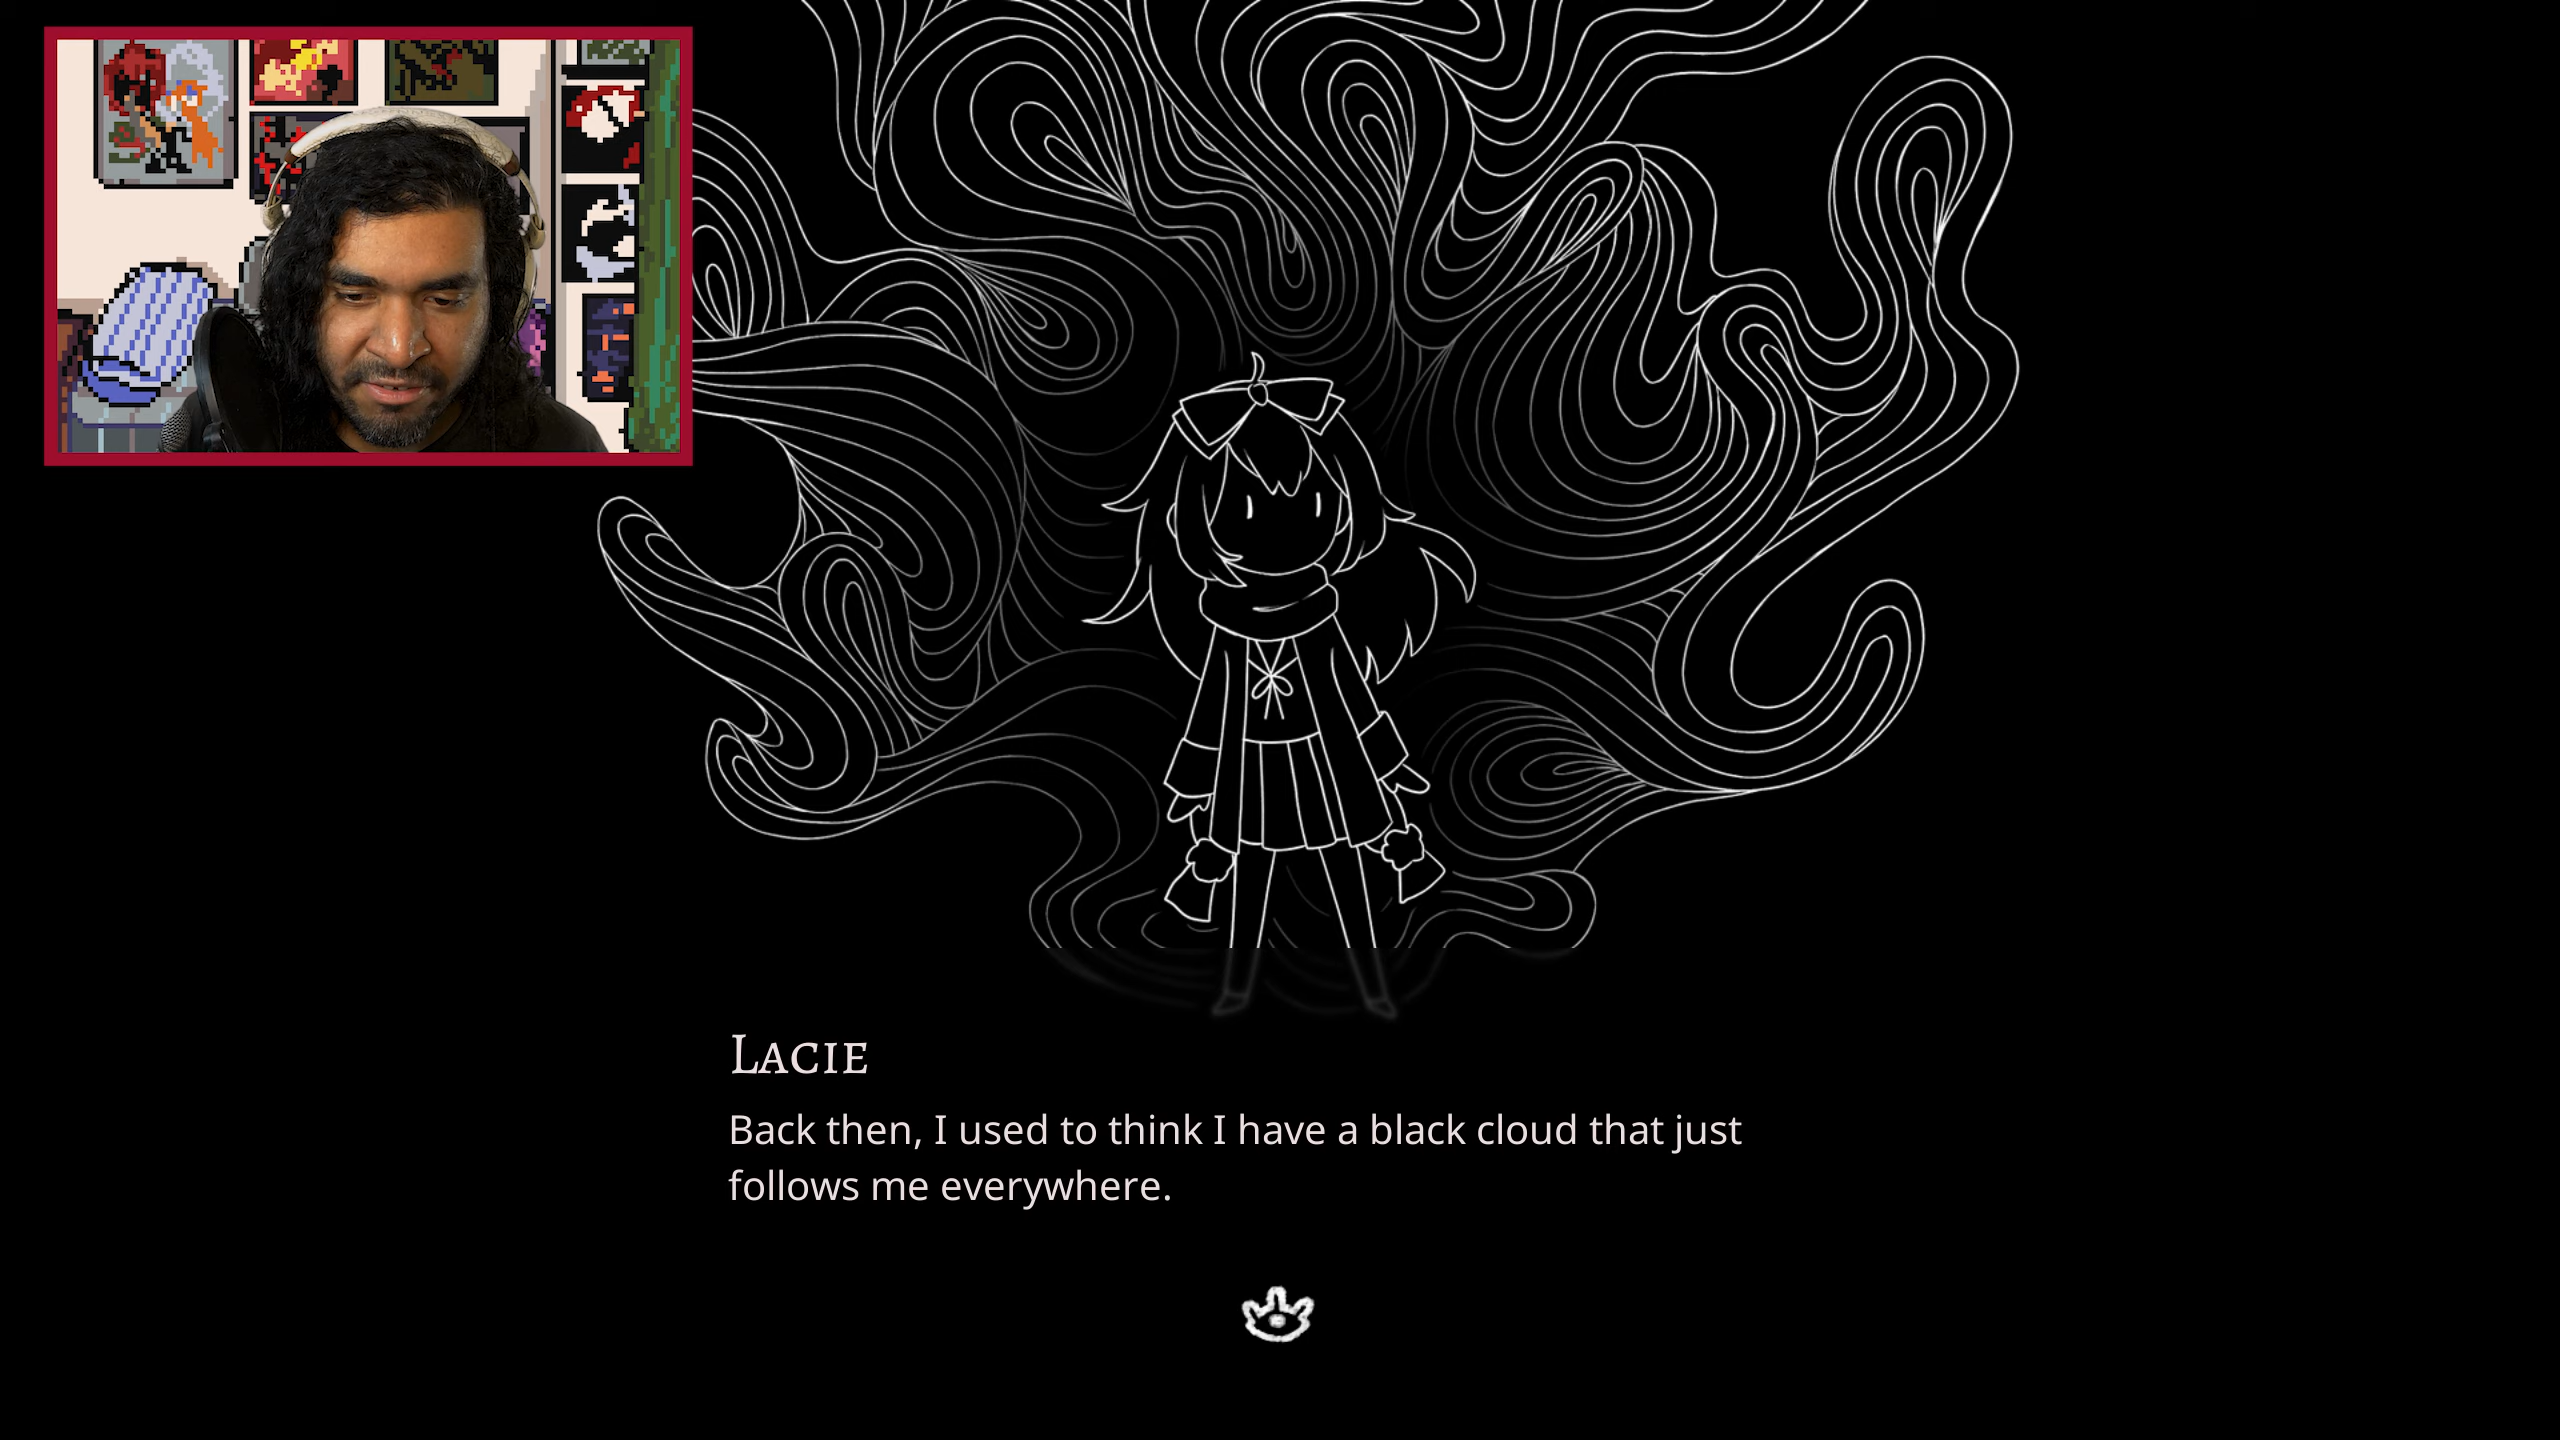 Lacie
Back then, I used to think I have a black cloud that just
follows me everywhere.